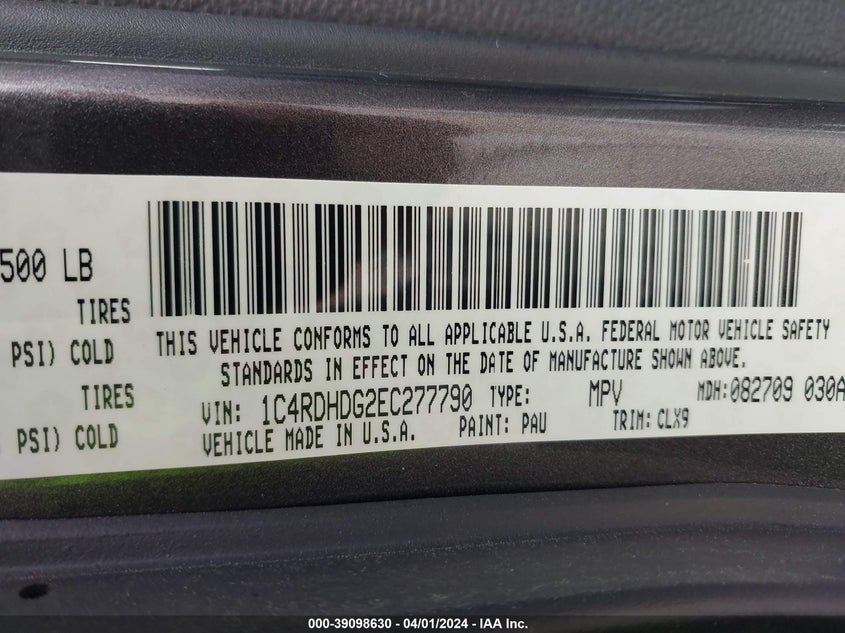 500 LB
TIRES
PSI) COLD
PSI) COLD
THIS VEHICLE CONFORMS TO ALL APPLICABLE U.S.A. FEDERAL MOTOR VEHICLE SAFETY
STANDARDS IN EFFECT ON THE DATE OF MANUFACTURE SHOWN ABOVE.
VIN: 1C4RDHDG2EC277790 TYPE: MPV MDH:082709 030A
VEHICLE MADE IN U.S.A. PAINT: PAU TRIM: CLX9
000-39098630 - 04/01/2024 - IAA Inc.